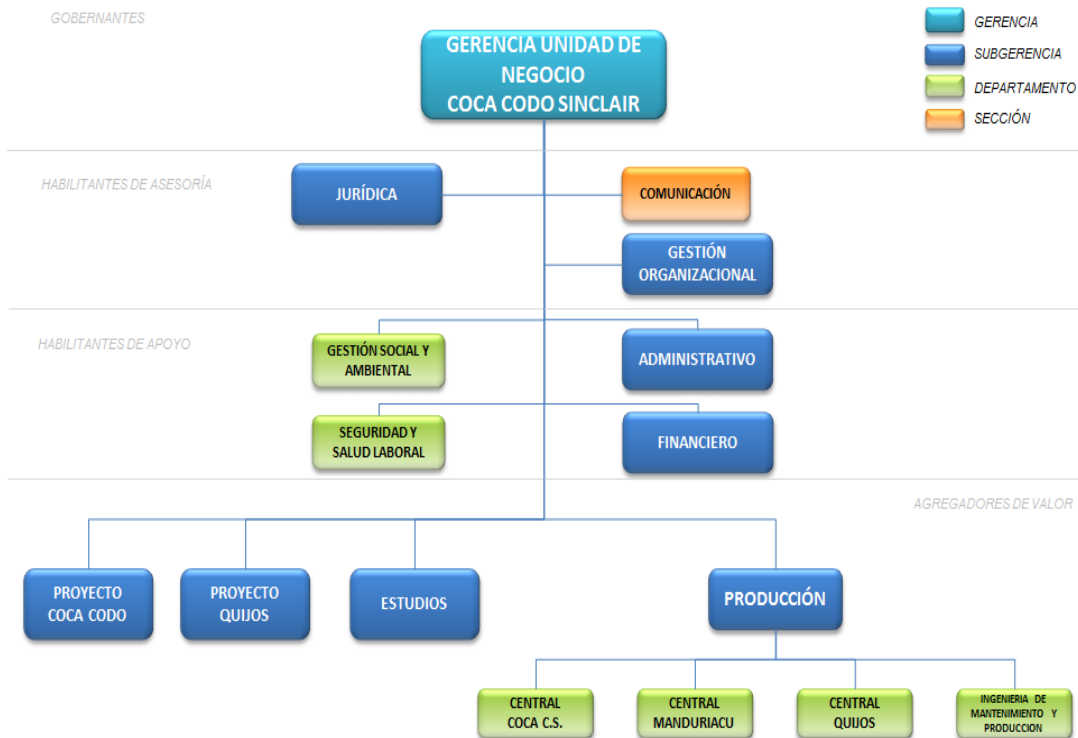 GOBERNANTES
GERENCIA UNIDAD DE
NEGOCIO
COCA CODO SINCLAIR
GERENCIA
SUBGERENCIA
DEPARTAMENTO
SECCIÓN
HABILITANTES DE ASESORÍA
JURÍDICA
COMUNICACIÓN
GESTIÓN
ORGANIZACIONAL
HABILITANTES DE APOYO
GESTIÓN SOCIAL Y
AMBIENTAL
ADMINISTRATIVO
SEGURIDAD Y
SALUD LABORAL
FINANCIERO
AGREGADORES DE VALOR
PROYECTO
COCA CODO
PROYECTO
QUIJOS
ESTUDIOS
PRODUCCIÓN
CENTRAL
COCA C.S.
CENTRAL
MANDURIACU
CENTRAL
QUIJOS
INGENIERIA DE
MANTENIMIENTO Y
PRODUCCION